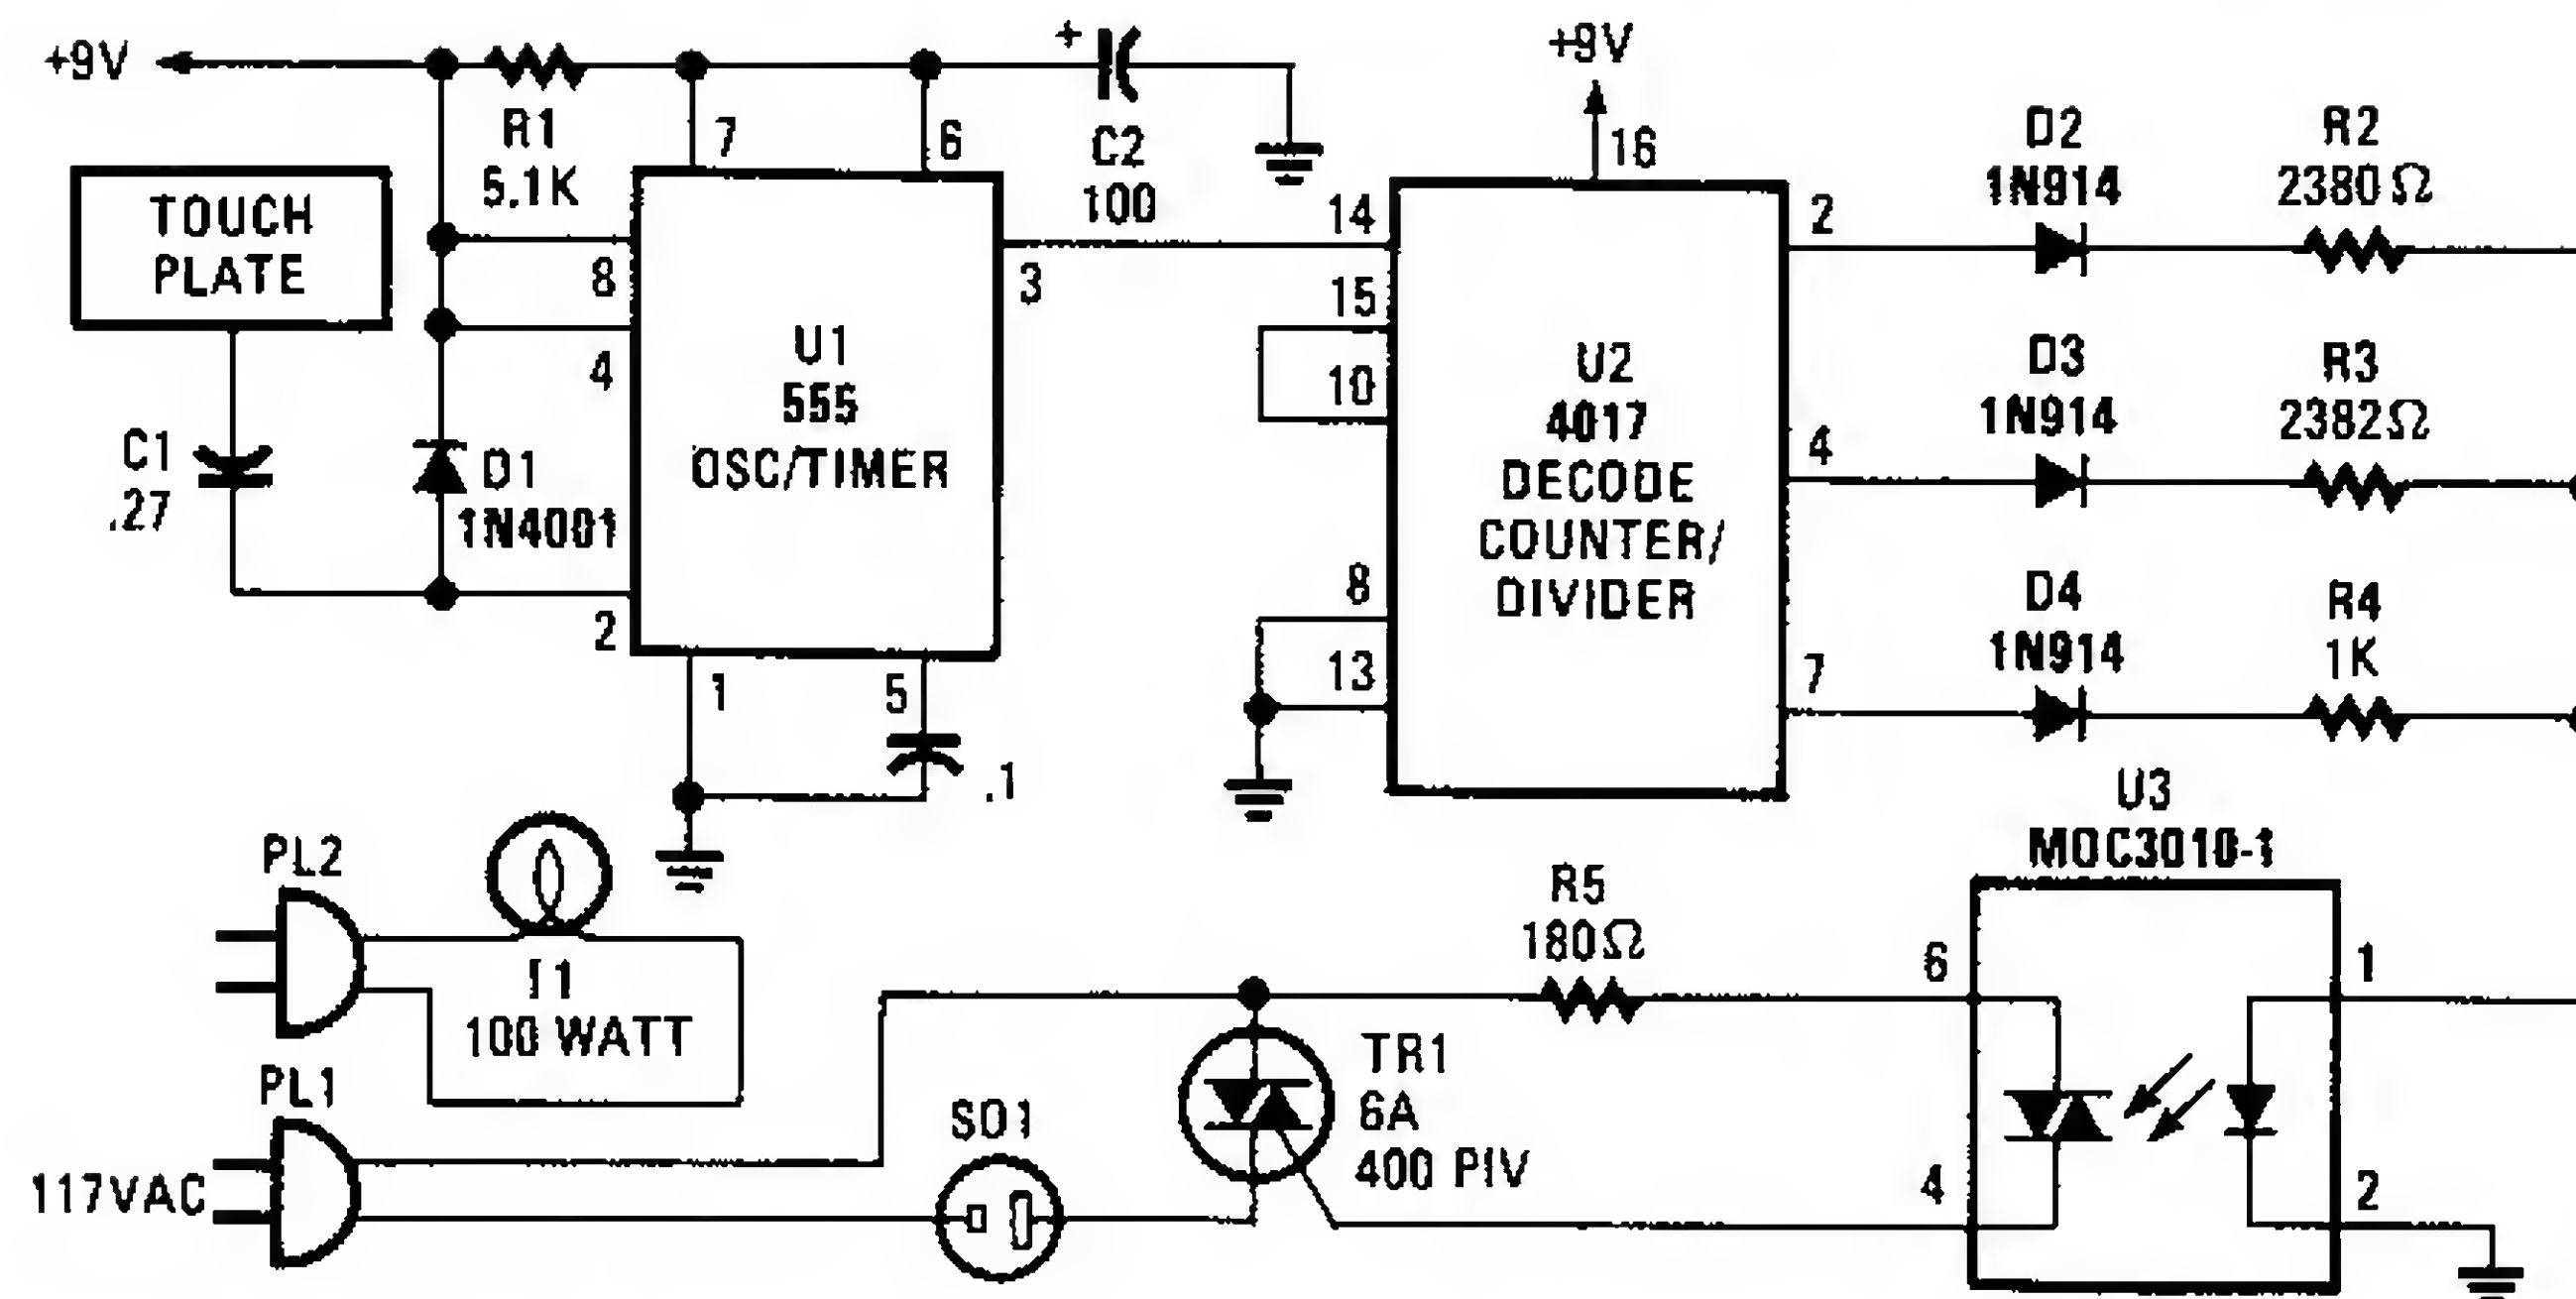 +9V
R1
5.1K
7
6
+
C2
100
+9V
16
D2
1N914
R2
2380Ω
TOUCH
PLATE
8
4
3
14
15
10
2
U1
555
OSC/TIMER
U2
4017
DECODE
COUNTER/
DIVIDER
4
D3
1N914
R3
2382Ω
C1
.27
D1
1N4001
2
8
13
7
D4
1N914
R4
1K
1
5
.1
PL2
I1
100 WATT
R5
180Ω
U3
MOC3010-1
6
1
PL1
117VAC
SO1
TR1
6A
400 PIV
4
2